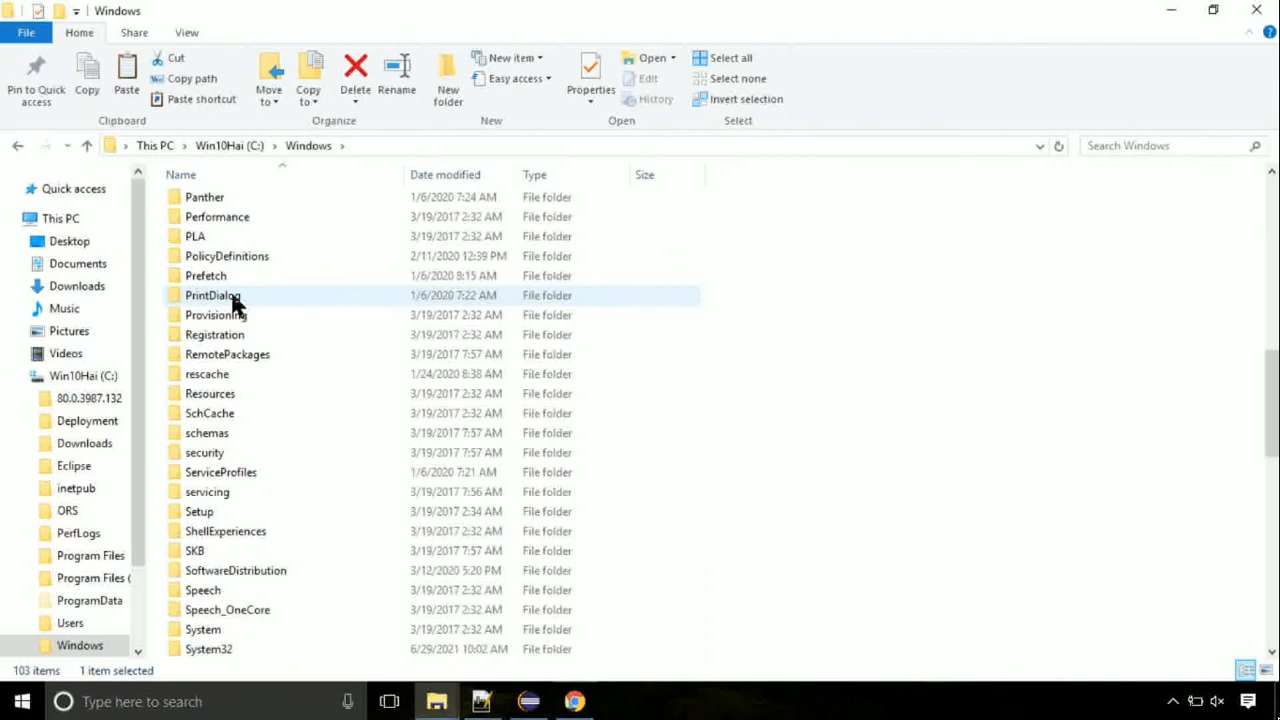 Windows
File Home Share View
Pin to Quick access
Copy
Paste
Cut
Copy path
Paste shortcut
Clipboard
Move to
Copy to
Delete
Rename
Organize
New folder
New item
Easy access
New
Properties
Open
Edit
History
Open
Select all
Select none
Invert selection
Select
This PC › Win10Hai (C:) › Windows ›
Search Windows
Quick access
This PC
Desktop
Documents
Downloads
Music
Pictures
Videos
Win10Hai (C:)
80.0.3987.132
Deployment
Downloads
Eclipse
inetpub
ORS
PerfLogs
Program Files
Program Files (
ProgramData
Users
Windows
Name Date modified Type Size
Panther 1/6/2020 7:24 AM File folder
Performance 3/19/2017 2:32 AM File folder
PLA 3/19/2017 2:32 AM File folder
PolicyDefinitions 2/11/2020 12:39 PM File folder
Prefetch 1/6/2020 8:15 AM File folder
PrintDialog 1/6/2020 7:22 AM File folder
Provisioning 3/19/2017 2:32 AM File folder
Registration 3/19/2017 2:32 AM File folder
RemotePackages 3/19/2017 7:57 AM File folder
rescache 1/24/2020 8:38 AM File folder
Resources 3/19/2017 2:32 AM File folder
SchCache 3/19/2017 2:32 AM File folder
schemas 3/19/2017 7:57 AM File folder
security 3/19/2017 7:57 AM File folder
ServiceProfiles 1/6/2020 7:21 AM File folder
servicing 3/19/2017 7:56 AM File folder
Setup 3/19/2017 2:34 AM File folder
ShellExperiences 3/19/2017 2:32 AM File folder
SKB 3/19/2017 7:57 AM File folder
SoftwareDistribution 3/12/2020 5:20 PM File folder
Speech 3/19/2017 2:32 AM File folder
Speech_OneCore 3/19/2017 2:32 AM File folder
System 3/19/2017 2:32 AM File folder
System32 6/29/2021 10:02 AM File folder
103 items 1 item selected
Type here to search